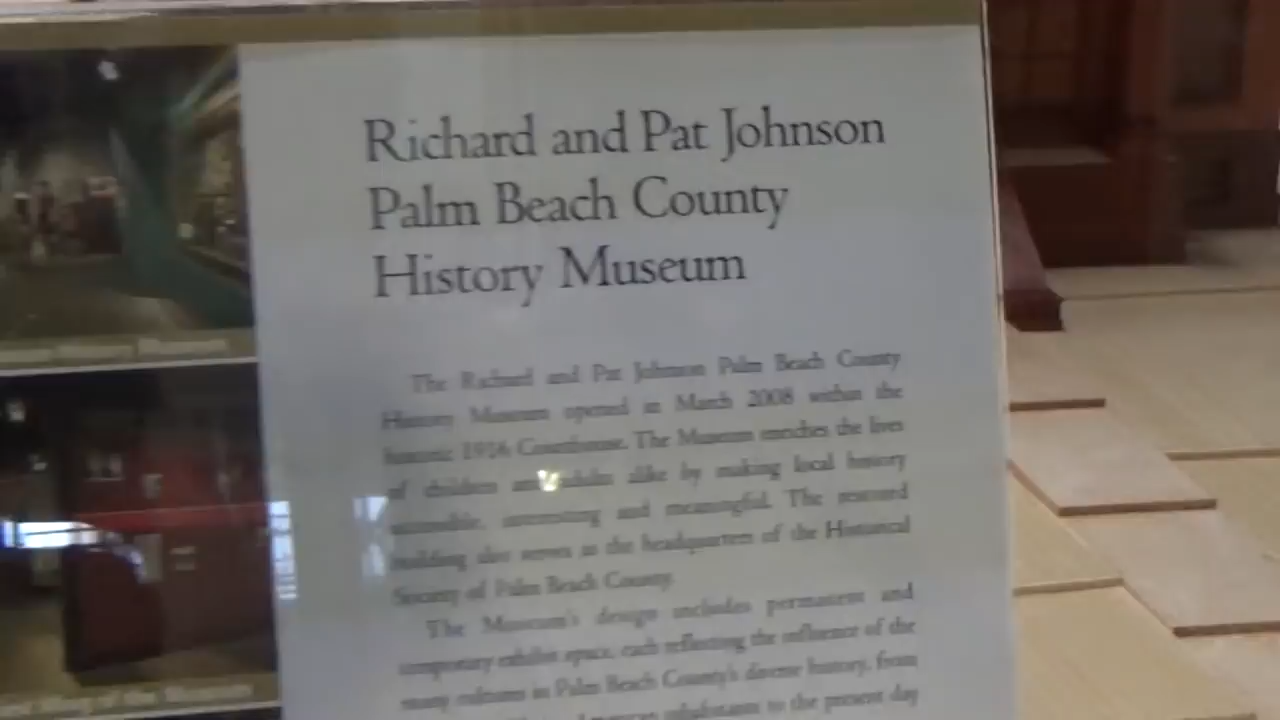 Richard and Pat Johnson
Palm Beach County
History Museum
The Richard and Pat Johnson Palm Beach County
History Museum opened in March 2008 within the
historic 1916 Courthouse. The Museum enriches the lives
of children and adults alike by making local history
accessible, interesting and meaningful. The restored
building also serves as the headquarters of the Historical
Society of Palm Beach County.
The Museum's design includes permanent and
temporary exhibit space, each reflecting the influence of the
many cultures in Palm Beach County's diverse history, from
American inhabitants to the present day